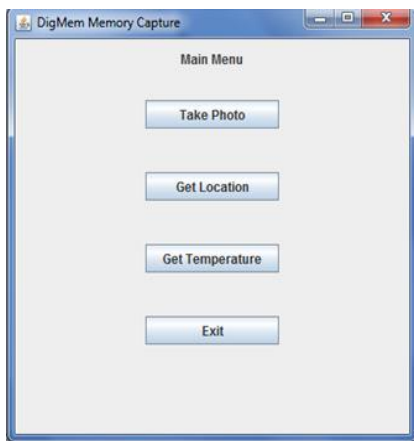 DigMem Memory Capture
Main Menu
Take Photo
Get Location
Get Temperature
Exit